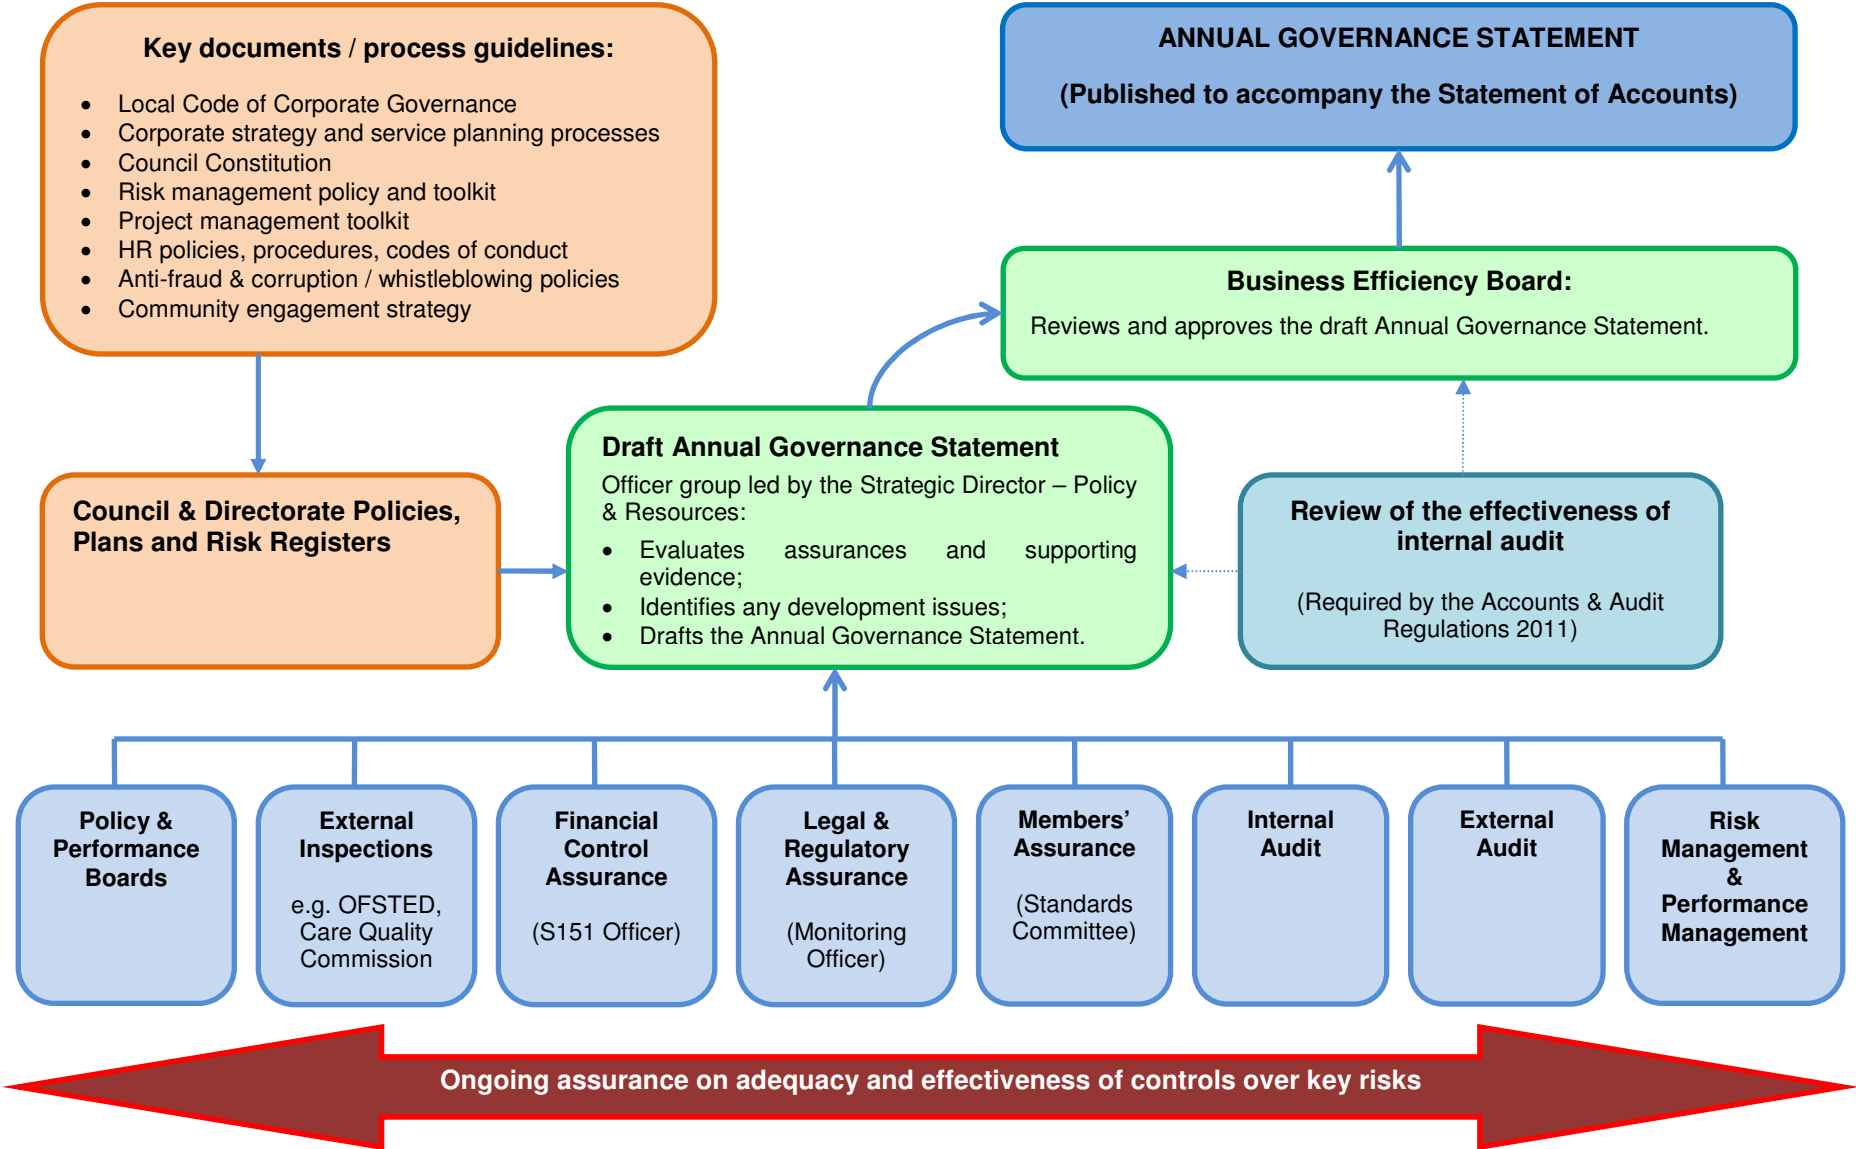 Key documents / process guidelines:
• Local Code of Corporate Governance
• Corporate strategy and service planning processes
• Council Constitution
• Risk management policy and toolkit
• Project management toolkit
• HR policies, procedures, codes of conduct
• Anti-fraud & corruption / whistleblowing policies
• Community engagement strategy
ANNUAL GOVERNANCE STATEMENT
(Published to accompany the Statement of Accounts)
Business Efficiency Board:
Reviews and approves the draft Annual Governance Statement.
Council & Directorate Policies,
Plans and Risk Registers
Draft Annual Governance Statement
Officer group led by the Strategic Director – Policy
& Resources:
• Evaluates assurances and supporting
evidence;
• Identifies any development issues;
• Drafts the Annual Governance Statement.
Review of the effectiveness of
internal audit
(Required by the Accounts & Audit
Regulations 2011)
Policy &
Performance
Boards
External
Inspections
e.g. OFSTED,
Care Quality
Commission
Financial
Control
Assurance
(S151 Officer)
Legal &
Regulatory
Assurance
(Monitoring
Officer)
Members’
Assurance
(Standards
Committee)
Internal
Audit
External
Audit
Risk
Management
&
Performance
Management
Ongoing assurance on adequacy and effectiveness of controls over key risks